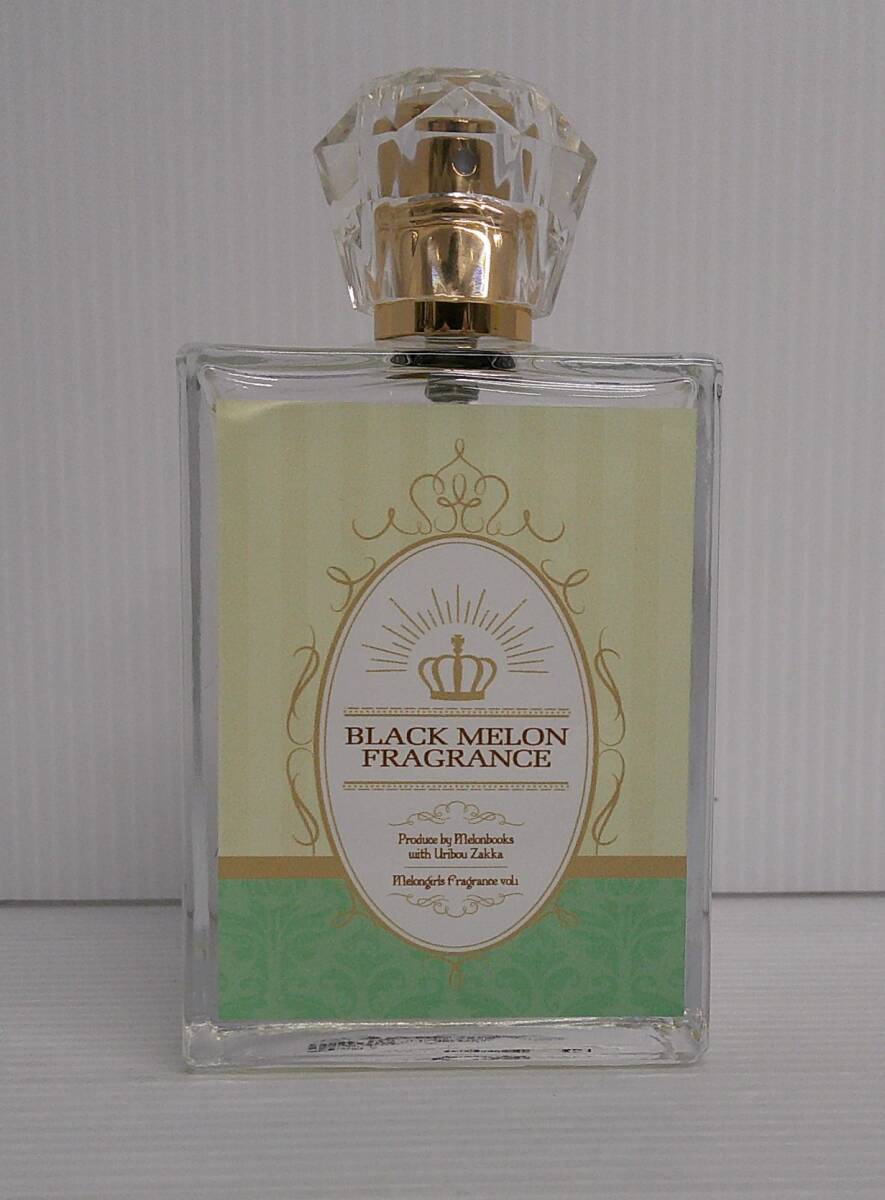 BLACK MELON
FRAGRANCE
Produce by Melonbooks
with Uribou Zakka
Melongirls Fragrance vol.1